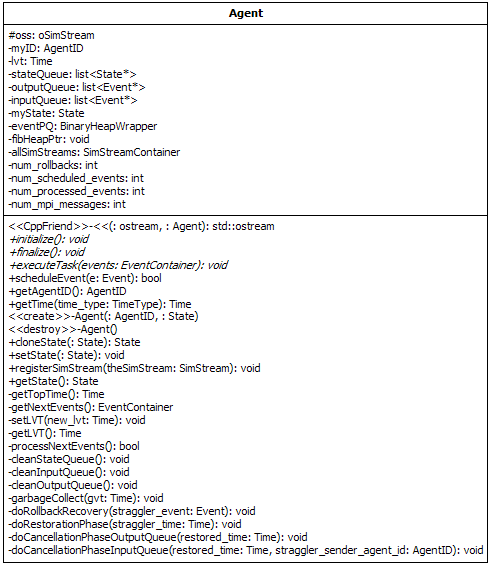 Agent
#oss: oSimStream
-myID: AgentID
-lvt: Time
-stateQueue: list<State*>
-outputQueue: list<Event*>
-inputQueue: list<Event*>
-myState: State
-eventPQ: BinaryHeapWrapper
-fibHeapPtr: void
-allSimStreams: SimStreamContainer
-num_rollbacks: int
-num_scheduled_events: int
-num_processed_events: int
-num_mpi_messages: int
<<CppFriend>>-<<(: ostream, : Agent): std::ostream
+initialize(): void
+finalize(): void
+executeTask(events: EventContainer): void
+scheduleEvent(e: Event): bool
+getAgentID(): AgentID
+getTime(time_type: TimeType): Time
<<create>>-Agent(: AgentID, : State)
<<destroy>>-Agent()
+cloneState(: State): State
+setState(: State): void
+registerSimStream(theSimStream: SimStream): void
+getState(): State
-getTopTime(): Time
-getNextEvents(): EventContainer
-setLVT(new_lvt: Time): void
-getLVT(): Time
-processNextEvents(): bool
-cleanStateQueue(): void
-cleanInputQueue(): void
-cleanOutputQueue(): void
-garbageCollect(gvt: Time): void
-doRollbackRecovery(straggler_event: Event): void
-doRestorationPhase(straggler_time: Time): void
-doCancellationPhaseOutputQueue(restored_time: Time): void
-doCancellationPhaseInputQueue(restored_time: Time, straggler_sender_agent_id: AgentID): void